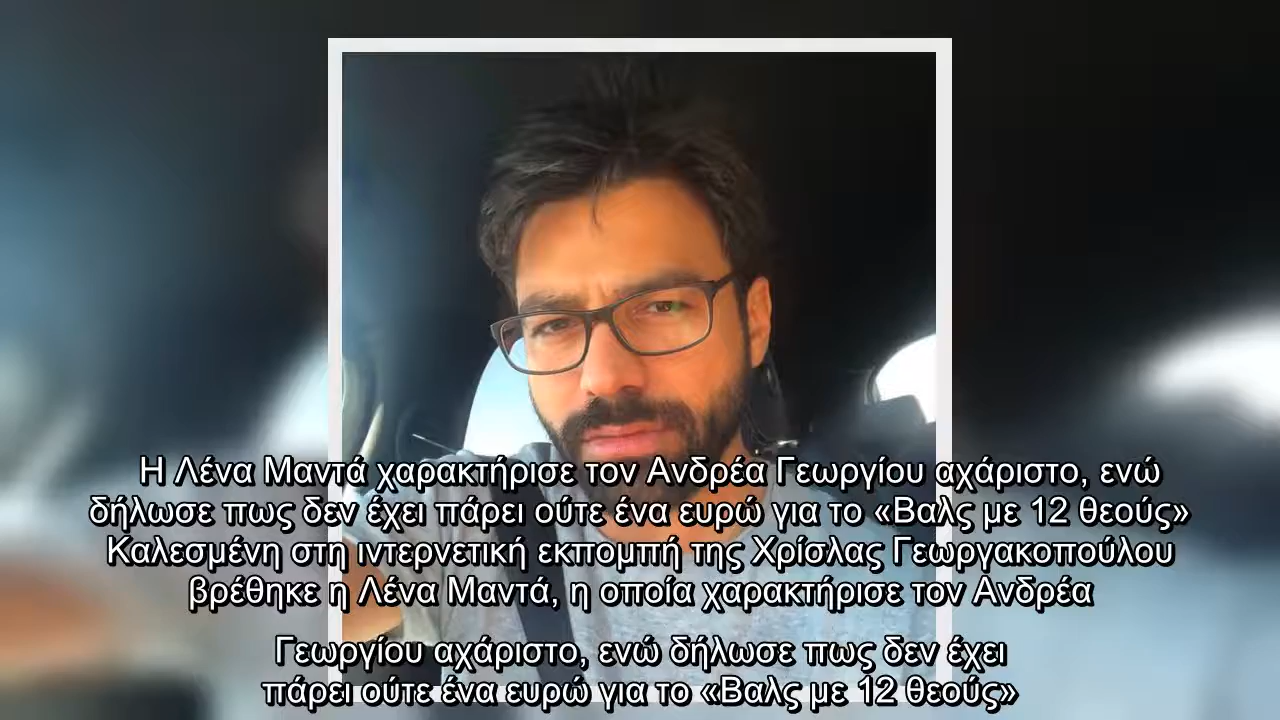 Η Λένα Μαντά χαρακτήρισε τον Ανδρέα Γεωργίου αχάριστο, ενώ
δήλωσε πως δεν έχει πάρει ούτε ένα ευρώ για το «Βαλς με 12 θεούς»
Καλεσμένη στη ιντερνετική εκπομπή της Χρίσλας Γεωργακοπούλου
βρέθηκε η Λένα Μαντά, η οποία χαρακτήρισε τον Ανδρέα
Γεωργίου αχάριστο, ενώ δήλωσε πως δεν έχει
πάρει ούτε ένα ευρώ για το «Βαλς με 12 θεούς»